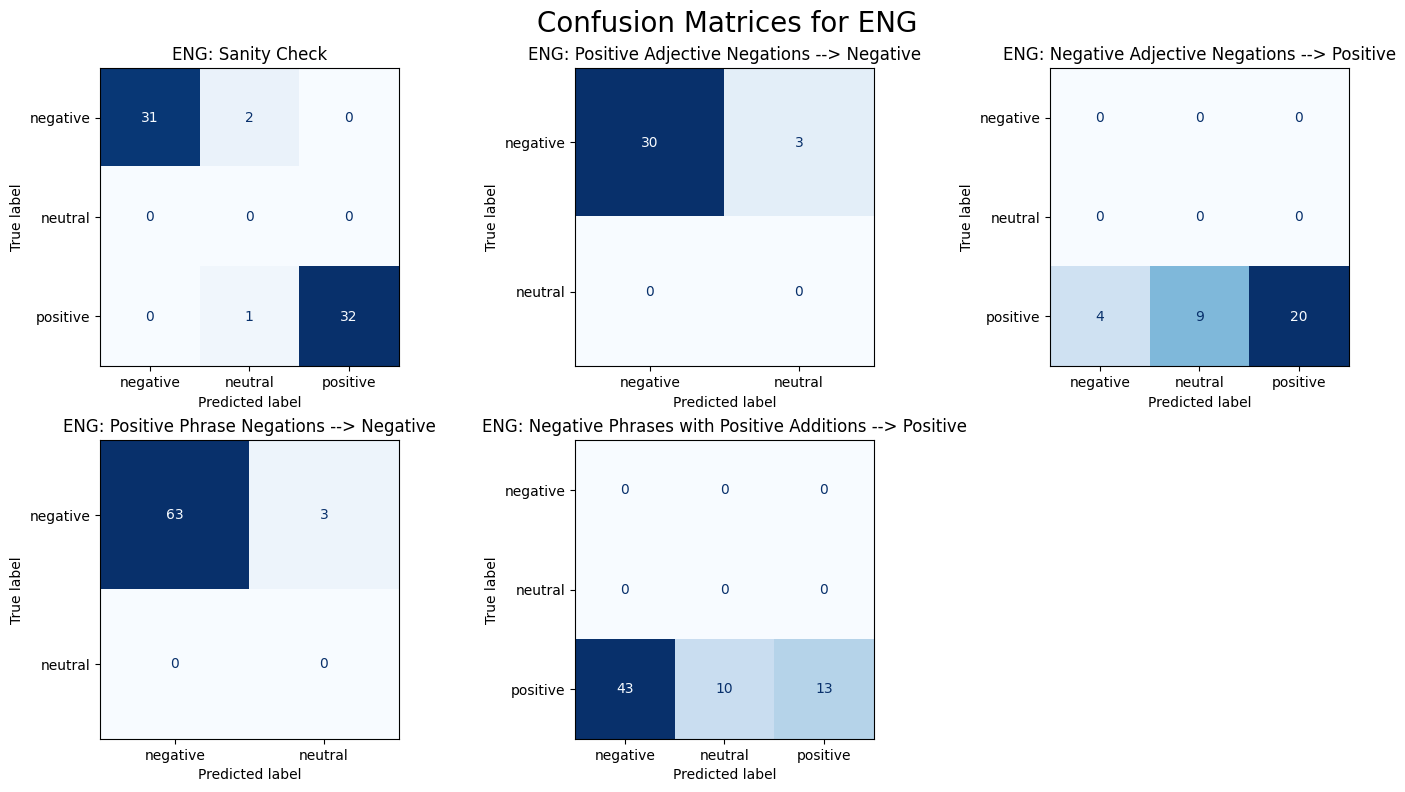 Confusion Matrices for ENG
ENG: Sanity Check
True label
negative
31 2 0
neutral
0 0 0
positive
0 1 32
negative neutral positive
Predicted label
ENG: Positive Adjective Negations --> Negative
True label
negative
30 3
neutral
0 0
negative neutral
Predicted label
ENG: Negative Adjective Negations --> Positive
True label
negative
0 0 0
neutral
0 0 0
positive
4 9 20
negative neutral positive
Predicted label
ENG: Positive Phrase Negations --> Negative
True label
negative
63 3
neutral
0 0
negative neutral
Predicted label
ENG: Negative Phrases with Positive Additions --> Positive
True label
negative
0 0 0
neutral
0 0 0
positive
43 10 13
negative neutral positive
Predicted label